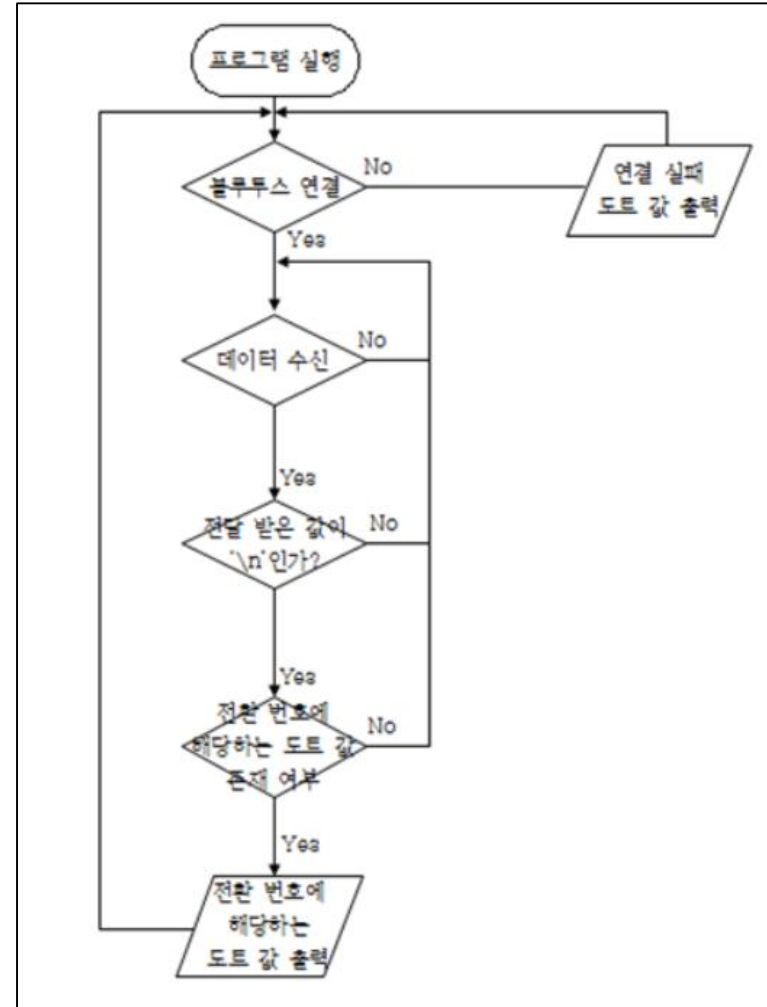 프로그램 실행
블루투스 연결
No
연결 실패
도트 값 출력
Yes
데이터 수신
No
Yes
전달 받은 값이
'\n'인가?
No
Yes
전환 번호에
해당하는 도트 값
존재 여부
No
Yes
전환 번호에
해당하는
도트 값 출력